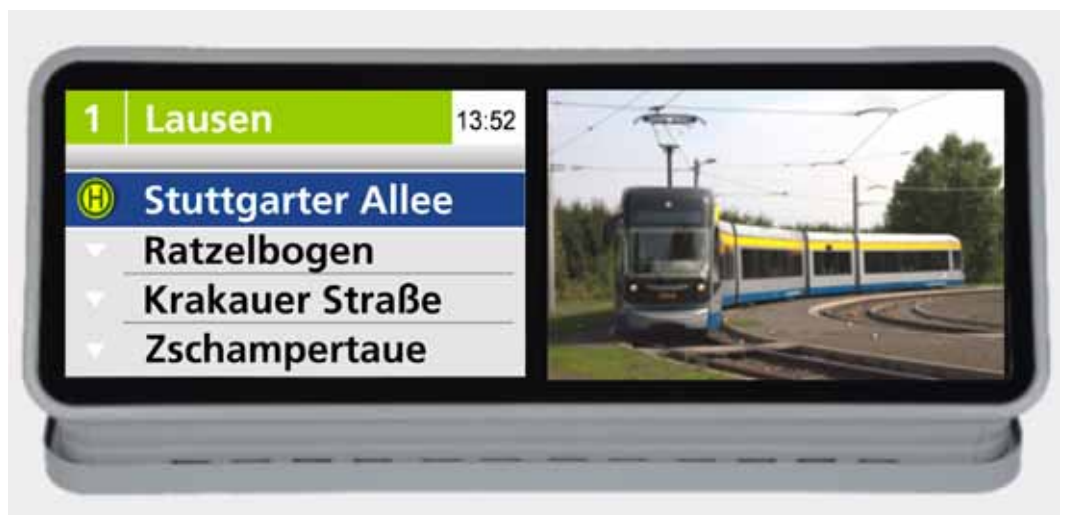 1 Lausen 13:52
H Stuttgarter Allee
Ratzelbogen
Krakauer Straße
Zschampertaue